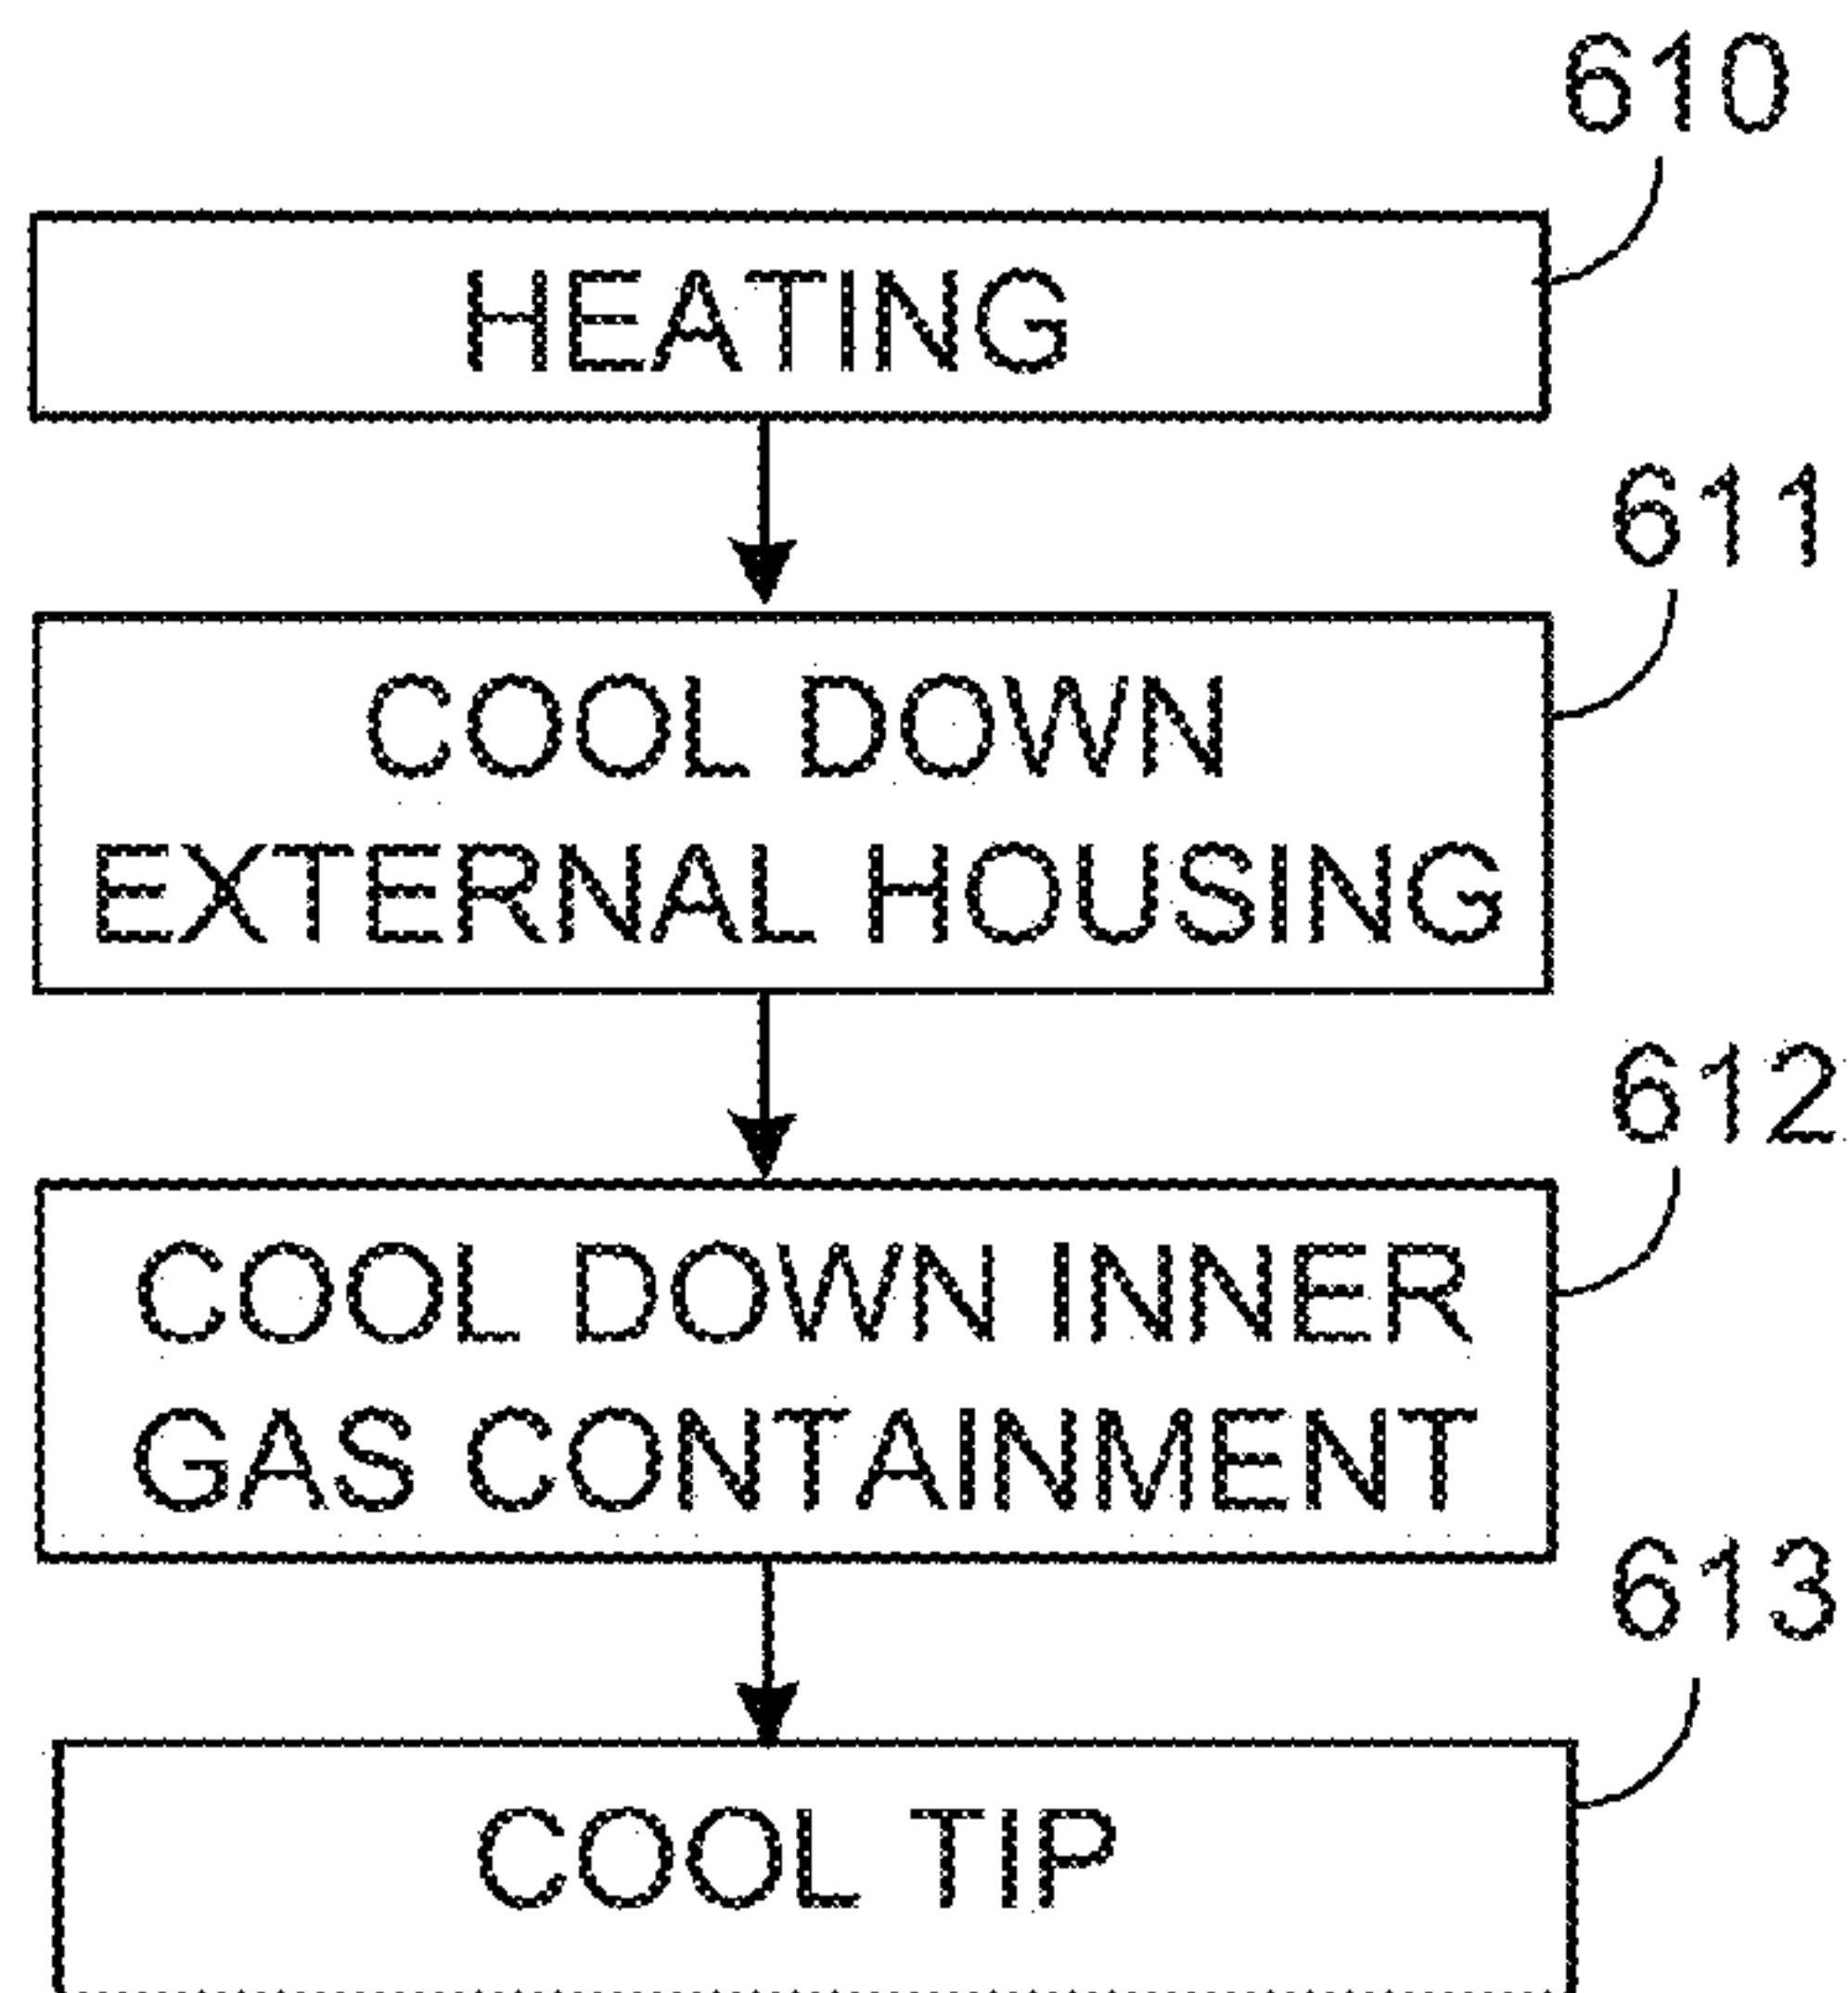 610
HEATING
611
COOL DOWN
EXTERNAL HOUSING
612
COOL DOWN INNER
GAS CONTAINMENT
613
COOL TIP